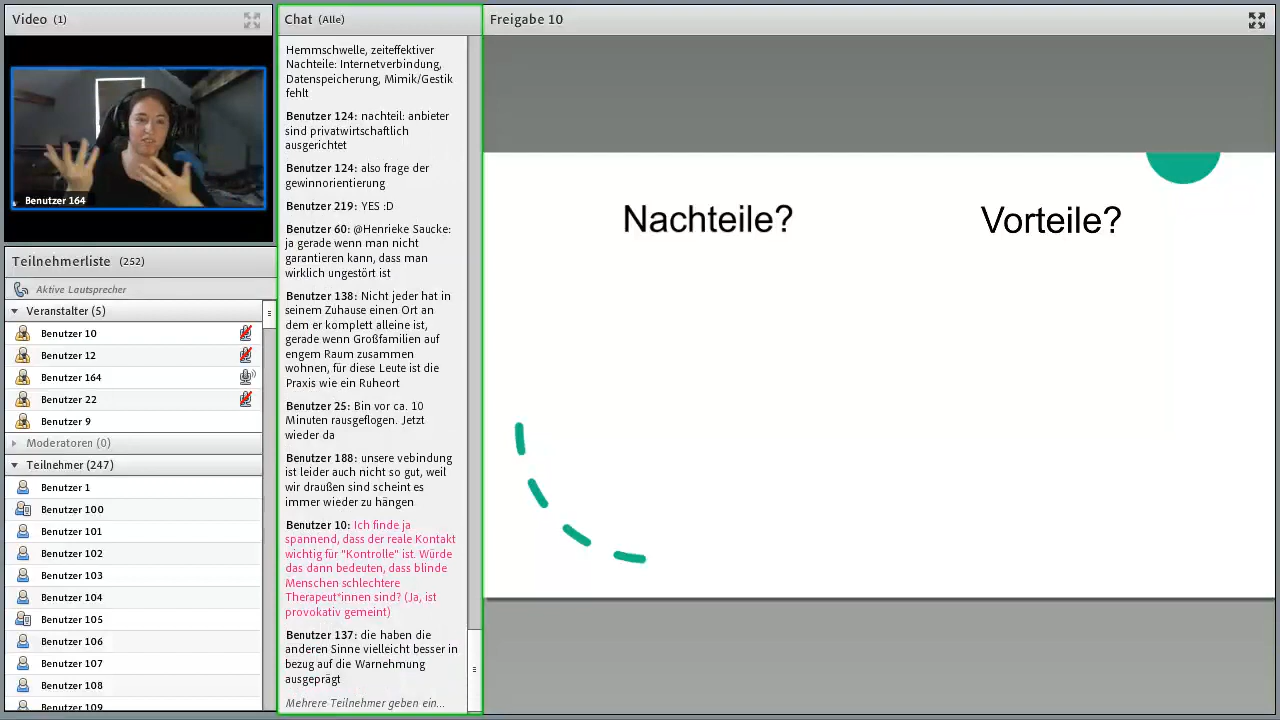 Video (1)
Benutzer 164
Teilnehmerliste (252)
Aktive Lautsprecher
Veranstalter (5)
Benutzer 10
Benutzer 12
Benutzer 164
Benutzer 22
Benutzer 9
Moderatoren (0)
Teilnehmer (247)
Benutzer 1
Benutzer 100
Benutzer 101
Benutzer 102
Benutzer 103
Benutzer 104
Benutzer 105
Benutzer 106
Benutzer 107
Benutzer 108
Benutzer 109
Chat (Alle)
Hemmschwelle, zeiteffektiver
Nachteile: Internetverbindung,
Datenspeicherung, Mimik/Gestik
fehlt
Benutzer 124: nachteil: anbieter
sind privatwirtschaftlich
ausgerichtet
Benutzer 124: also frage der
gewinnorientierung
Benutzer 219: YES :D
Benutzer 60: @Henrieke Saucke:
ja gerade wenn man nicht
garantieren kann, dass man
wirklich ungestört ist
Benutzer 138: Nicht jeder hat in
seinem Zuhause einen Ort an
dem er komplett alleine ist,
gerade wenn Großfamilien auf
engem Raum zusammen
wohnen, für diese Leute ist die
Praxis wie ein Ruheort
Benutzer 25: Bin vor ca. 10
Minuten rausgeflogen. Jetzt
wieder da
Benutzer 188: unsere vebindung
ist leider auch nicht so gut, weil
wir draußen sind scheint es
immer wieder zu hängen
Benutzer 10: Ich finde ja
spannend, dass der reale Kontakt
wichtig für "Kontrolle" ist. Würde
das dann bedeuten, dass blinde
Menschen schlechtere
Therapeut*innen sind? (Ja, ist
provokativ gemeint)
Benutzer 137: die haben die
anderen Sinne vielleicht besser in
bezug auf die Warnehmung
ausgeprägt
Mehrere Teilnehmer geben ein...
Freigabe 10
Nachteile?
Vorteile?